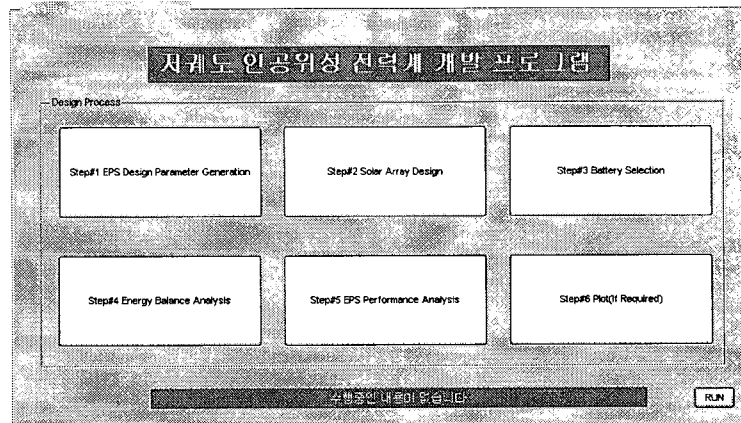 저궤도 인공위성 전력계 개발 프로그램
Design Process
Step#1 EPS Design Parameter Generation
Step#2 Solar Array Design
Step#3 Battery Selection
Step#4 Energy Balance Analysis
Step#5 EPS Performance Analysis
Step#6 Plot(If Required)
수행중인 내용이 없습니다
RUN